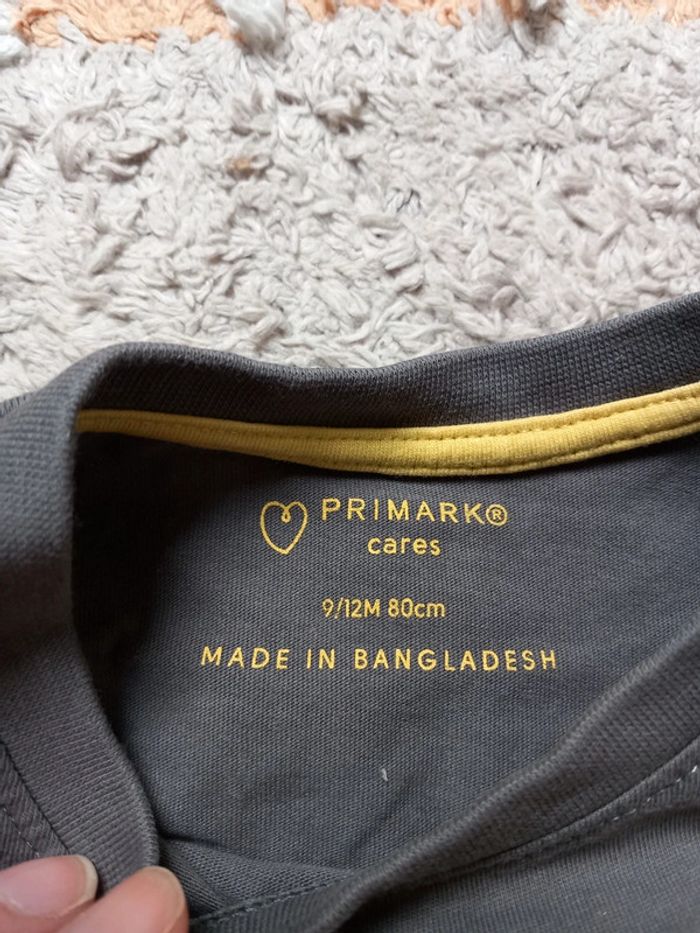 PRIMARK®
cares
9/12M 80cm
MADE IN BANGLADESH